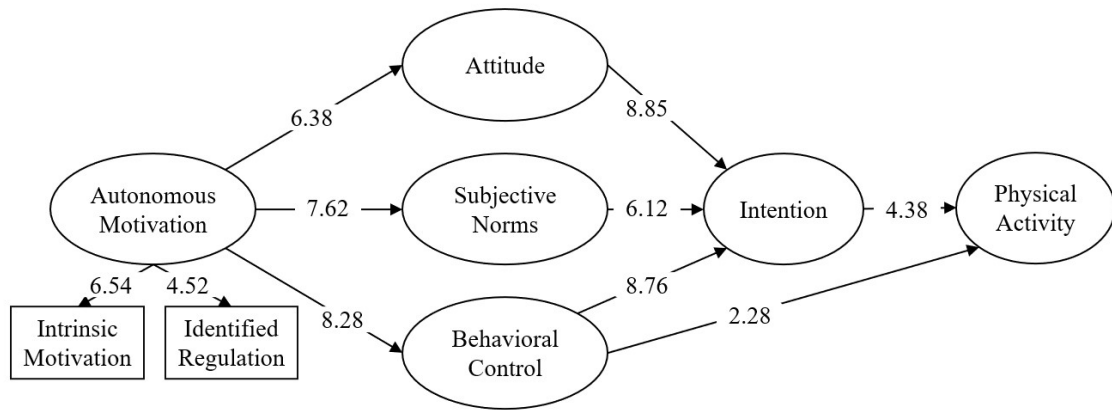 Attitude
6.38
8.85
Autonomous
Motivation
7.62
Subjective
Norms
6.12
Intention
4.38
Physical
Activity
6.54
4.52
8.28
8.76
2.28
Intrinsic
Motivation
Identified
Regulation
Behavioral
Control